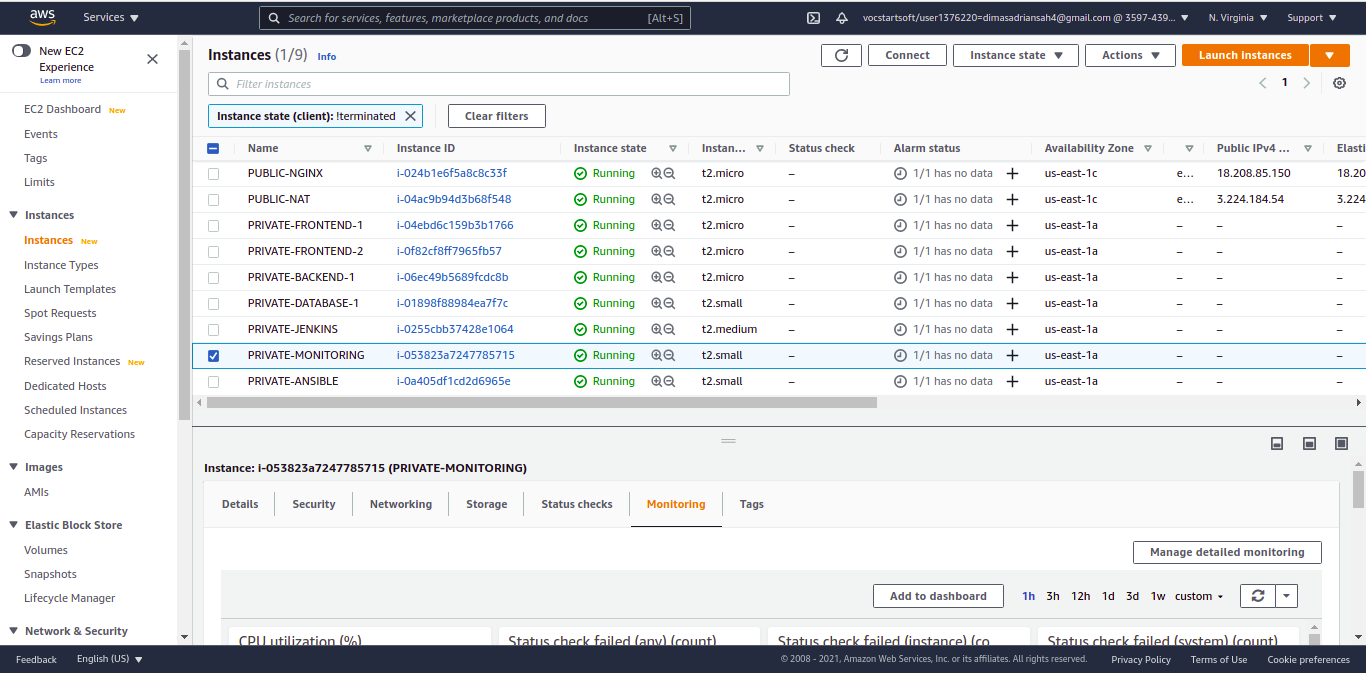 aws Services Search for services, features, marketplace products, and docs [Alt+S] vocstartsoft/user1376220=dimasadriansah4@gmail.com @ 3597-439... N. Virginia Support
New EC2
Experience
Learn more
EC2 Dashboard New
Events
Tags
Limits
Instances
Instances New
Instance Types
Launch Templates
Spot Requests
Savings Plans
Reserved Instances New
Dedicated Hosts
Scheduled Instances
Capacity Reservations
Images
AMIs
Elastic Block Store
Volumes
Snapshots
Lifecycle Manager
Network & Security
Instances (1/9) Info Connect Instance state Actions Launch Instances
Filter instances 1
Instance state (client): !terminated Clear filters
Name Instance ID Instance state Instan... Status check Alarm status Availability Zone Public IPv4 ... Elasti
PUBLIC-NGINX i-024b1e6f5a8c8c33f Running t2.micro – 1/1 has no data + us-east-1c e... 18.208.85.150 18.20
PUBLIC-NAT i-04ac9b94d3b68f548 Running t2.micro – 1/1 has no data + us-east-1c e... 3.224.184.54 3.224
PRIVATE-FRONTEND-1 i-04ebd6c159b3b1766 Running t2.micro – 1/1 has no data + us-east-1a – – –
PRIVATE-FRONTEND-2 i-0f82cf8ff7965fb57 Running t2.micro – 1/1 has no data + us-east-1a – – –
PRIVATE-BACKEND-1 i-06ec49b5689fcdc8b Running t2.micro – 1/1 has no data + us-east-1a – – –
PRIVATE-DATABASE-1 i-01898f88984ea7f7c Running t2.small – 1/1 has no data + us-east-1a – – –
PRIVATE-JENKINS i-0255cbb37428e1064 Running t2.medium – 1/1 has no data + us-east-1a – – –
PRIVATE-MONITORING i-053823a7247785715 Running t2.small – 1/1 has no data + us-east-1a – – –
PRIVATE-ANSIBLE i-0a405df1cd2d6965e Running t2.small – 1/1 has no data + us-east-1a – – –
Instance: i-053823a7247785715 (PRIVATE-MONITORING)
Details Security Networking Storage Status checks Monitoring Tags
Manage detailed monitoring
Add to dashboard 1h 3h 12h 1d 3d 1w custom
CPU utilization (%) Status check failed (any) (count) Status check failed (instance) (co Status check failed (system) (count)
Feedback English (US) © 2008 - 2021, Amazon Web Services, Inc. or its affiliates. All rights reserved. Privacy Policy Terms of Use Cookie preferences